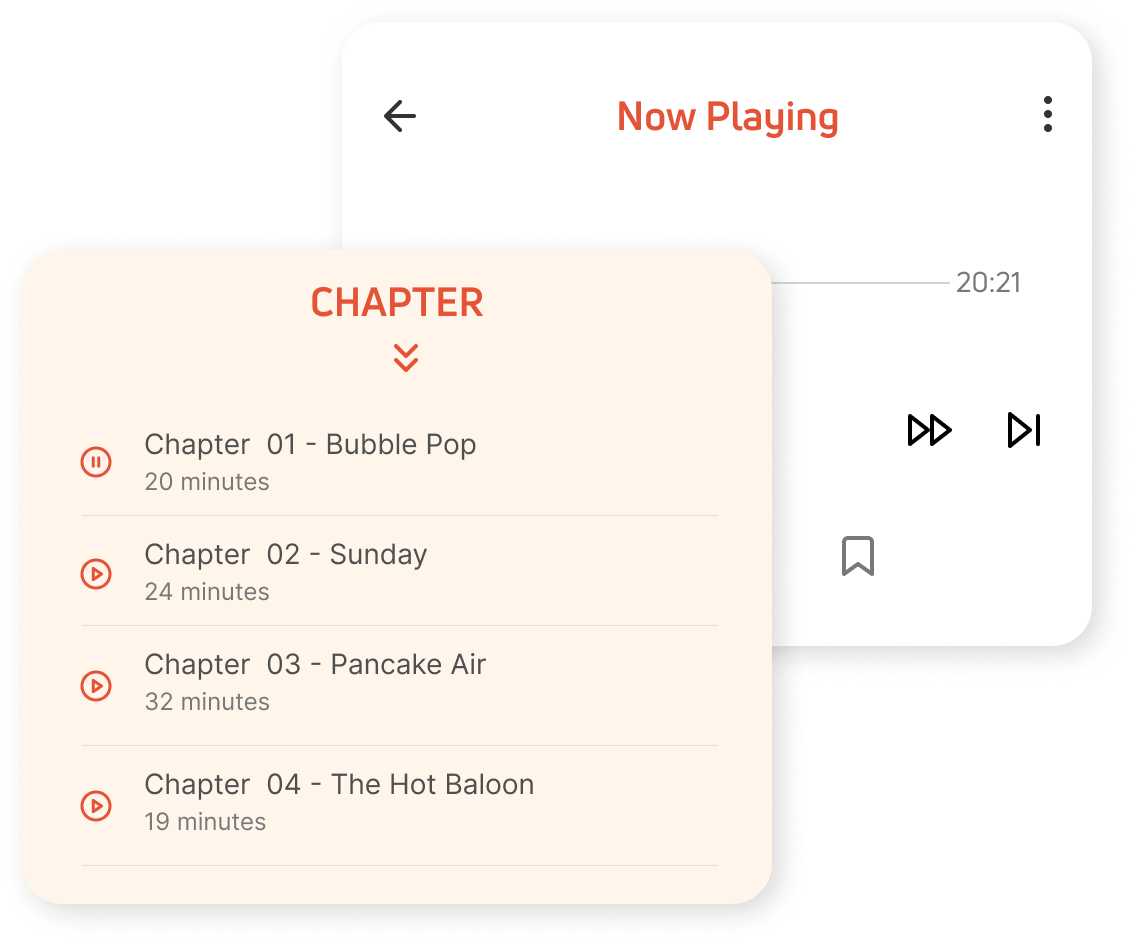 Now Playing
20:21
CHAPTER
Chapter 01 - Bubble Pop
20 minutes
Chapter 02 - Sunday
24 minutes
Chapter 03 - Pancake Air
32 minutes
Chapter 04 - The Hot Baloon
19 minutes